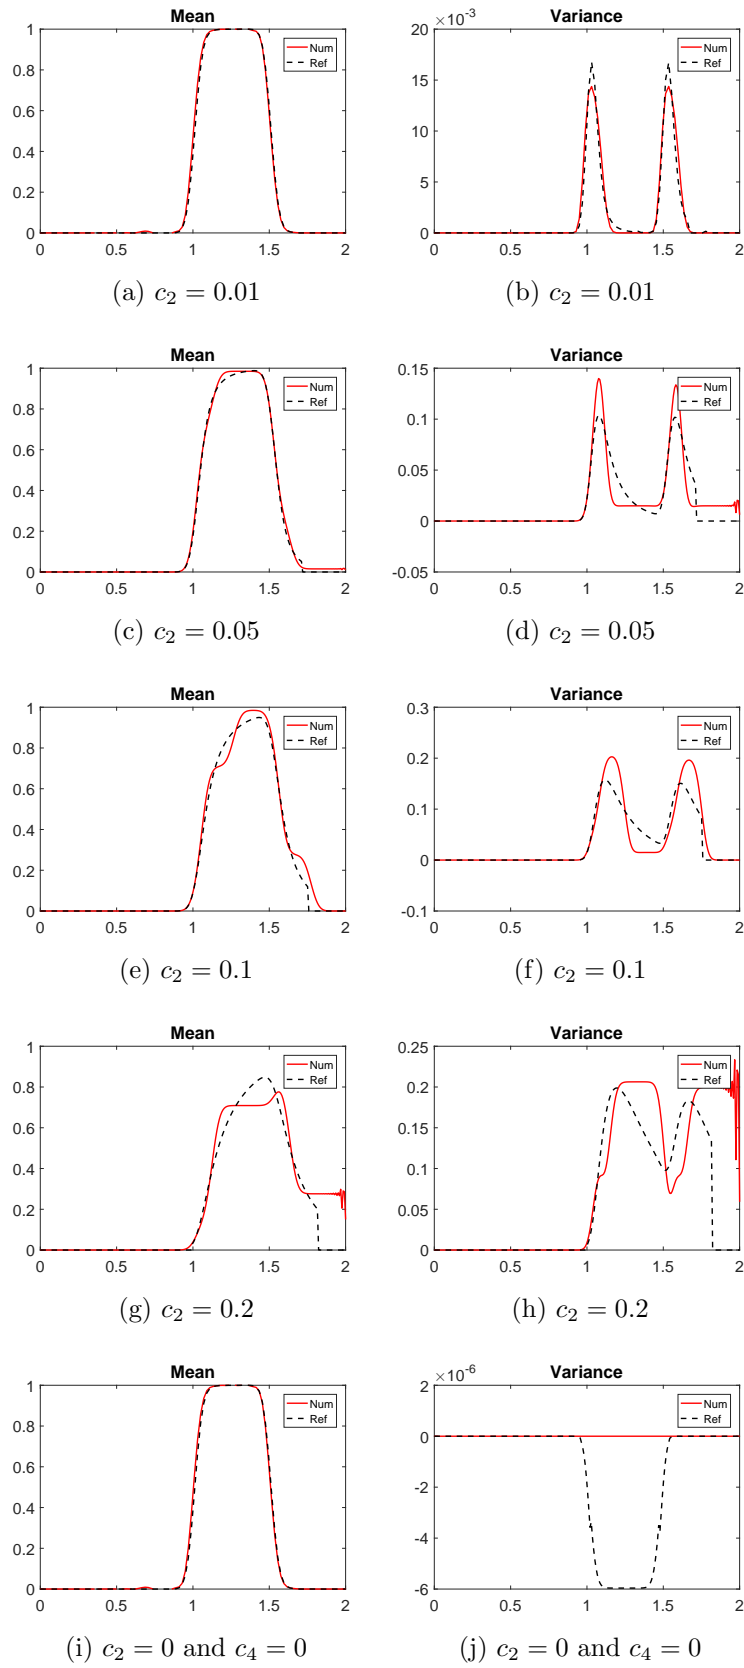 Mean
Variance
×10⁻³
1
0.8
0.6
0.4
0.2
0
0 0.5 1 1.5 2
Num
Ref
20
15
10
5
0
0 0.5 1 1.5 2
Num
Ref
(a) c₂ = 0.01
(b) c₂ = 0.01
Mean
Variance
1
0.8
0.6
0.4
0.2
0
0 0.5 1 1.5 2
Num
Ref
0.15
0.1
0.05
0
-0.05
0 0.5 1 1.5 2
Num
Ref
(c) c₂ = 0.05
(d) c₂ = 0.05
Mean
Variance
1
0.8
0.6
0.4
0.2
0
0 0.5 1 1.5 2
Num
Ref
0.3
0.2
0.1
0
-0.1
0 0.5 1 1.5 2
Num
Ref
(e) c₂ = 0.1
(f) c₂ = 0.1
Mean
Variance
1
0.8
0.6
0.4
0.2
0
0 0.5 1 1.5 2
Num
Ref
0.25
0.2
0.15
0.1
0.05
0
0 0.5 1 1.5 2
Num
Ref
(g) c₂ = 0.2
(h) c₂ = 0.2
Mean
Variance
×10⁻⁶
1
0.8
0.6
0.4
0.2
0
0 0.5 1 1.5 2
Num
Ref
2
0
-2
-4
-6
0 0.5 1 1.5 2
Num
Ref
(i) c₂ = 0 and c₄ = 0
(j) c₂ = 0 and c₄ = 0